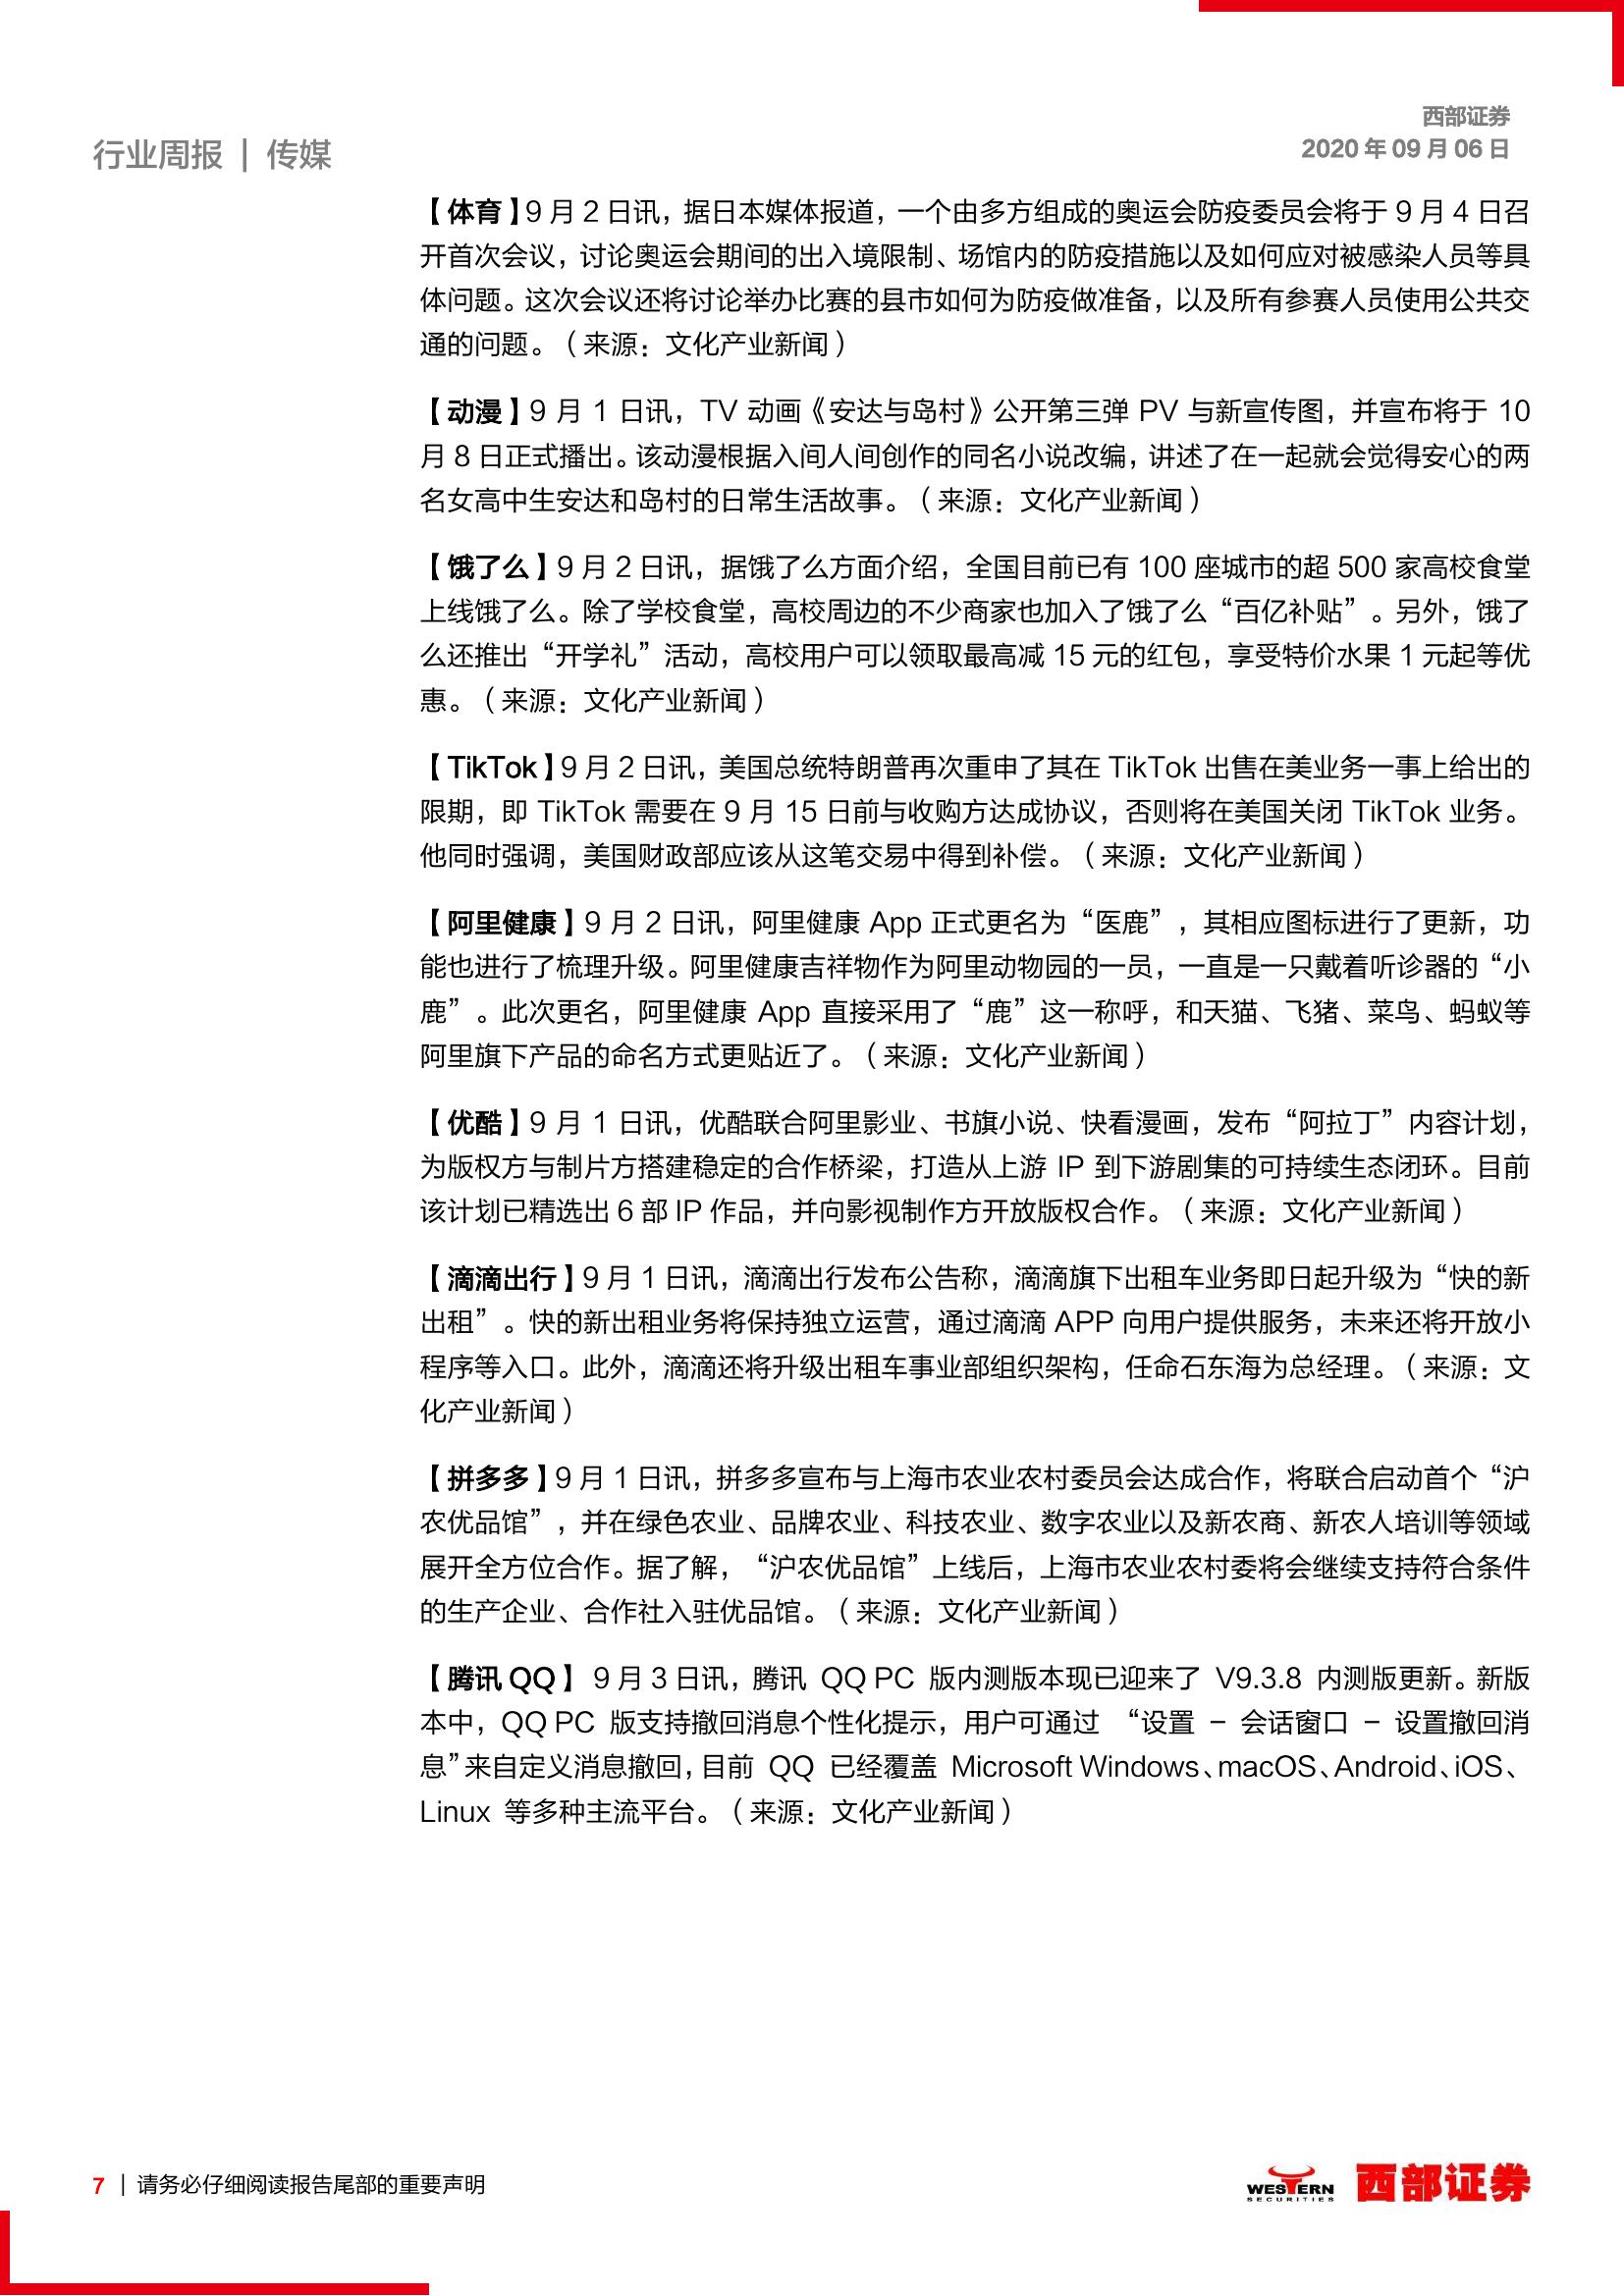 西部证券
行业周报 | 传媒
2020 年 09 月 06 日
【体育】9 月 2 日讯，据日本媒体报道，一个由多方组成的奥运会防疫委员会将于 9 月 4 日召
开首次会议，讨论奥运会期间的出入境限制、场馆内的防疫措施以及如何应对被感染人员等具
体问题。这次会议还将讨论举办比赛的县市如何为防疫做准备，以及所有参赛人员使用公共交
通的问题。（来源：文化产业新闻）
【动漫】9 月 1 日讯，TV 动画《安达与岛村》公开第三弹 PV 与新宣传图，并宣布将于 10
月 8 日正式播出。该动漫根据入间人间创作的同名小说改编，讲述了在一起就会觉得安心的两
名女高中生安达和岛村的日常生活故事。（来源：文化产业新闻）
【饿了么】9 月 2 日讯，据饿了么方面介绍，全国目前已有 100 座城市的超 500 家高校食堂
上线饿了么。除了学校食堂，高校周边的不少商家也加入了饿了么“百亿补贴”。另外，饿了
么还推出“开学礼”活动，高校用户可以领取最高减 15 元的红包，享受特价水果 1 元起等优
惠。（来源：文化产业新闻）
【TikTok】9 月 2 日讯，美国总统特朗普再次重申了其在 TikTok 出售在美业务一事上给出的
限期，即 TikTok 需要在 9 月 15 日前与收购方达成协议，否则将在美国关闭 TikTok 业务。
他同时强调，美国财政部应该从这笔交易中得到补偿。（来源：文化产业新闻）
【阿里健康】9 月 2 日讯，阿里健康 App 正式更名为“医鹿”，其相应图标进行了更新，功
能也进行了梳理升级。阿里健康吉祥物作为阿里动物园的一员，一直是一只戴着听诊器的“小
鹿”。此次更名，阿里健康 App 直接采用了“鹿”这一称呼，和天猫、飞猪、菜鸟、蚂蚁等
阿里旗下产品的命名方式更贴近了。（来源：文化产业新闻）
【优酷】9 月 1 日讯，优酷联合阿里影业、书旗小说、快看漫画，发布“阿拉丁”内容计划，
为版权方与制片方搭建稳定的合作桥梁，打造从上游 IP 到下游剧集的可持续生态闭环。目前
该计划已精选出 6 部 IP 作品，并向影视制作方开放版权合作。（来源：文化产业新闻）
【滴滴出行】9 月 1 日讯，滴滴出行发布公告称，滴滴旗下出租车业务即日起升级为“快的新
出租”。快的新出租业务将保持独立运营，通过滴滴 APP 向用户提供服务，未来还将开放小
程序等入口。此外，滴滴还将升级出租车事业部组织架构，任命石东海为总经理。（来源：文
化产业新闻）
【拼多多】9 月 1 日讯，拼多多宣布与上海市农业农村委员会达成合作，将联合启动首个“沪
农优品馆”，并在绿色农业、品牌农业、科技农业、数字农业以及新农商、新农人培训等领域
展开全方位合作。据了解，“沪农优品馆”上线后，上海市农业农村委将会继续支持符合条件
的生产企业、合作社入驻优品馆。（来源：文化产业新闻）
【腾讯 QQ】 9 月 3 日讯，腾讯 QQ PC 版内测版本现已迎来了 V9.3.8 内测版更新。新版
本中，QQ PC 版支持撤回消息个性化提示，用户可通过 “设置 – 会话窗口 – 设置撤回消
息”来自定义消息撤回，目前 QQ 已经覆盖 Microsoft Windows、macOS、Android、iOS、
Linux 等多种主流平台。（来源：文化产业新闻）
7 | 请务必仔细阅读报告尾部的重要声明
WESTERN
SECURITIES
西部证券